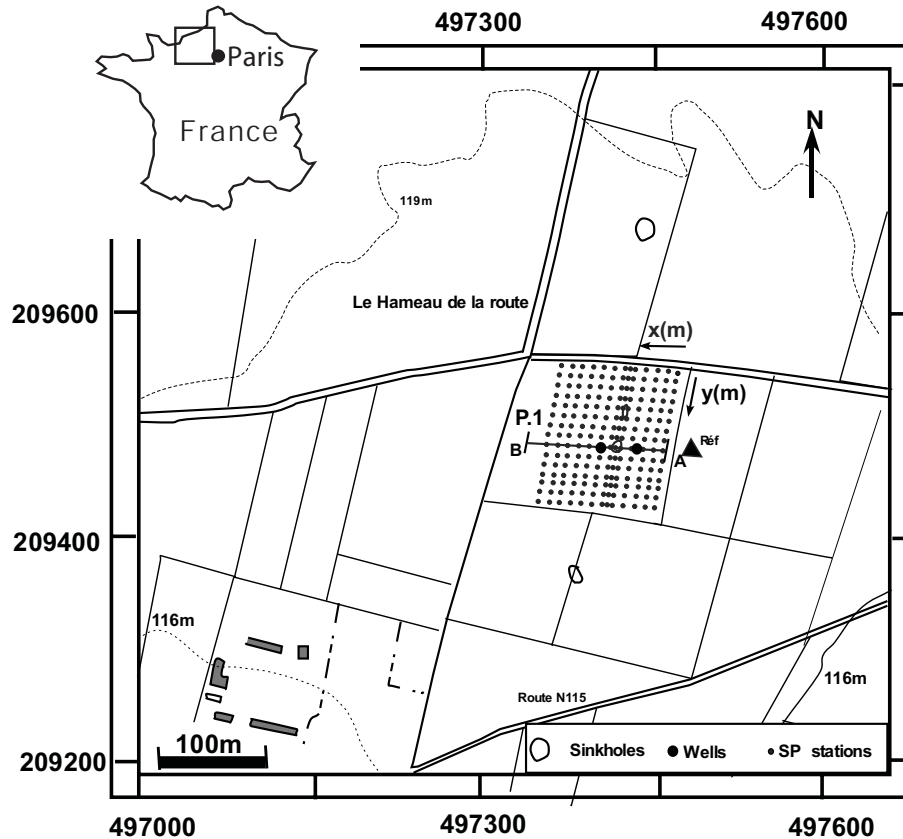 497300
497600
Paris
France
N
119m
209600
Le Hameau de la route
x(m)
y(m)
P.1
B
A
Réf
209400
116m
116m
Route N115
100m
Sinkholes
Wells
SP stations
209200
497000
497300
497600